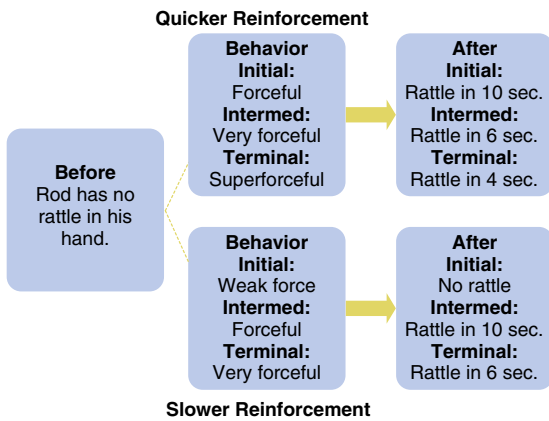 Quicker Reinforcement
Before
Rod has no
rattle in his
hand.
Behavior
Initial:
Forceful
Intermed:
Very forceful
Terminal:
Superforceful
After
Initial:
Rattle in 10 sec.
Intermed:
Rattle in 6 sec.
Terminal:
Rattle in 4 sec.
Behavior
Initial:
Weak force
Intermed:
Forceful
Terminal:
Very forceful
After
Initial:
No rattle
Intermed:
Rattle in 10 sec.
Terminal:
Rattle in 6 sec.
Slower Reinforcement